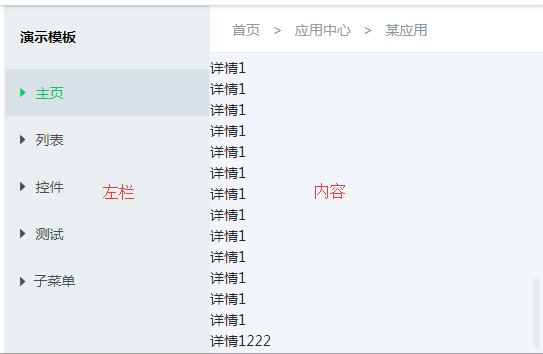 演示模板
主页
列表
控件
测试
子菜单
左栏
首页 > 应用中心 > 某应用
详情1
详情1
详情1
详情1
详情1
详情1
详情1
详情1
详情1
详情1
详情1
详情1
详情1
详情1222
内容